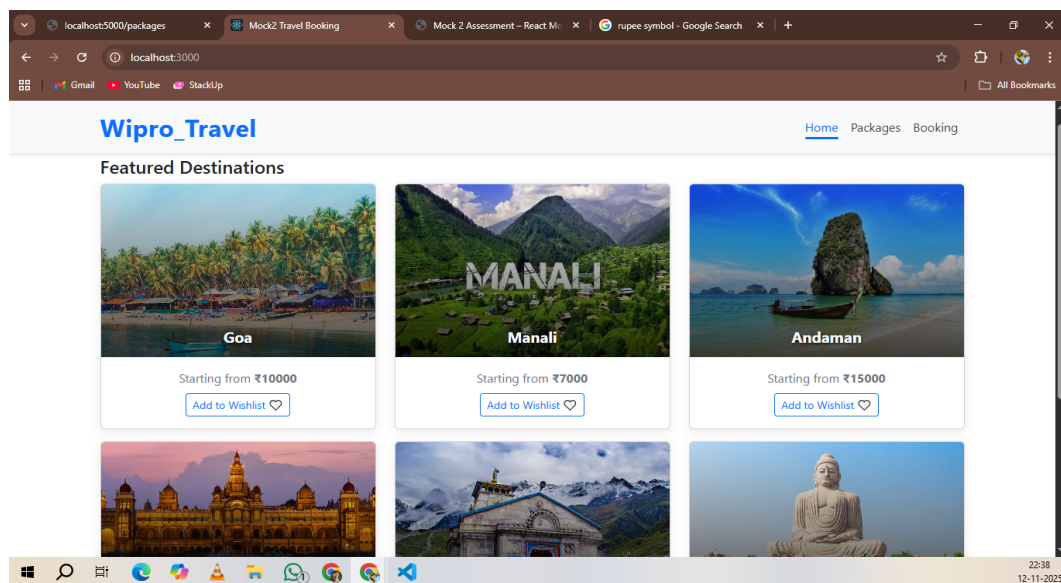 localhost:5000/packages
Mock2 Travel Booking
Mock 2 Assessment – React Mo
rupee symbol - Google Search
localhost:3000
Gmail
YouTube
StackUp
All Bookmarks
Wipro_Travel
Home Packages Booking
Featured Destinations
MANALI
Goa
Manali
Andaman
Starting from ₹10000
Starting from ₹7000
Starting from ₹15000
Add to Wishlist
Add to Wishlist
Add to Wishlist
22:38
12-11-2025